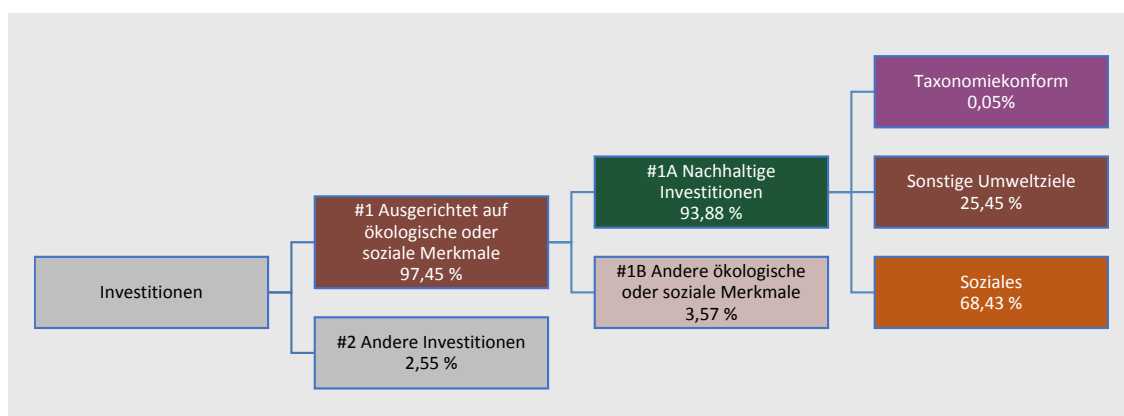 Taxonomiekonform
0,05%
#1A Nachhaltige
Investitionen
93,88 %
Sonstige Umweltziele
25,45 %
#1 Ausgerichtet auf
ökologische oder
soziale Merkmale
97,45 %
Investitionen
#1B Andere ökologische
oder soziale Merkmale
3,57 %
Soziales
68,43 %
#2 Andere Investitionen
2,55 %